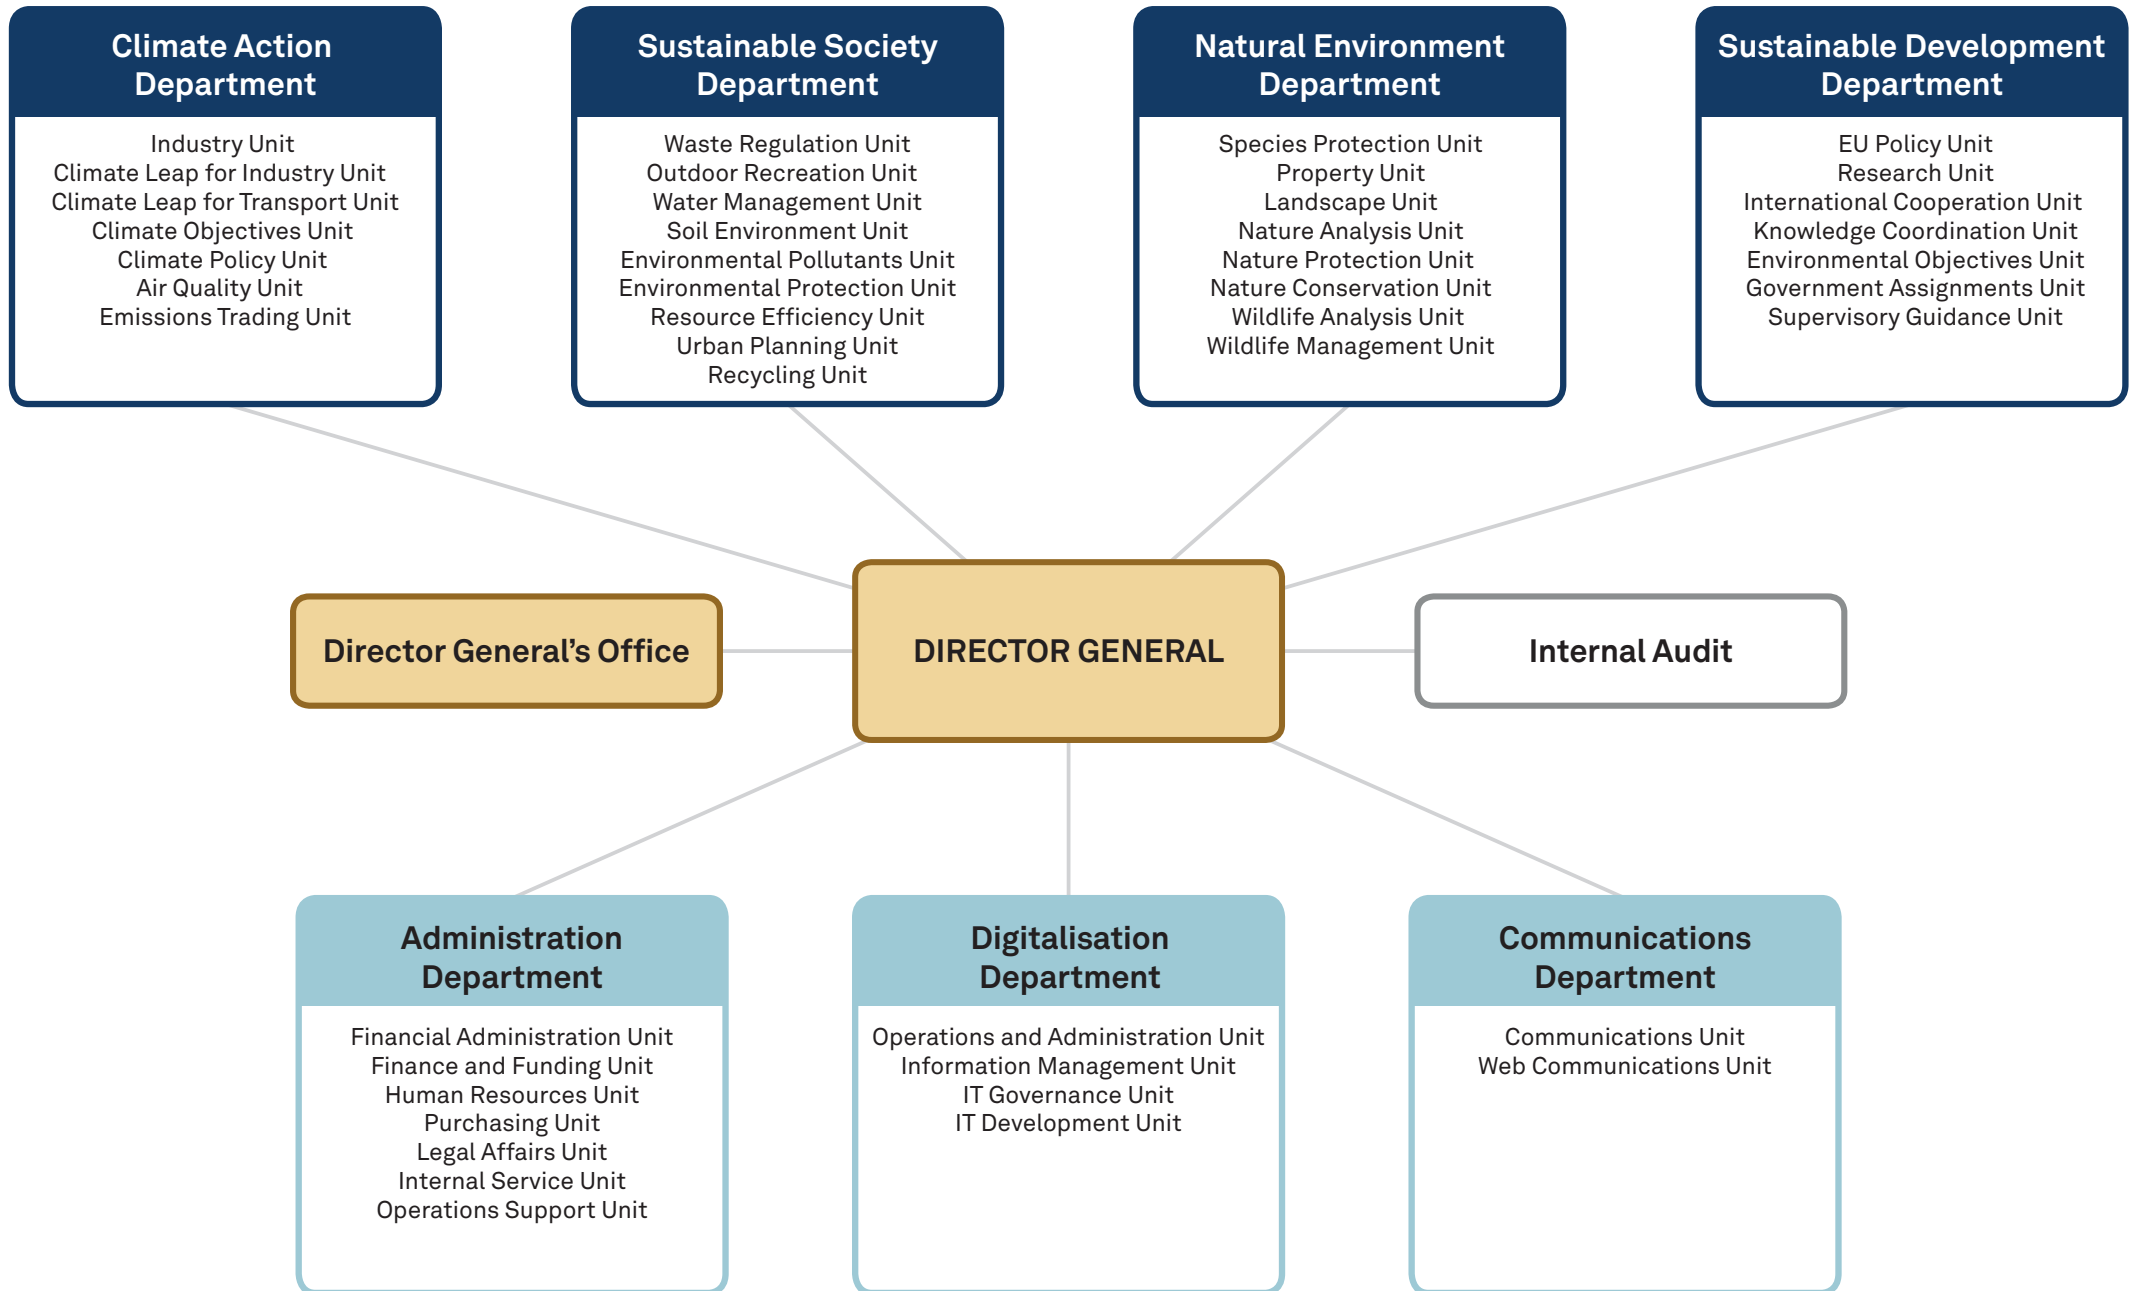 Climate Action
Department
Industry Unit
Climate Leap for Industry Unit
Climate Leap for Transport Unit
Climate Objectives Unit
Climate Policy Unit
Air Quality Unit
Emissions Trading Unit
Sustainable Society
Department
Waste Regulation Unit
Outdoor Recreation Unit
Water Management Unit
Soil Environment Unit
Environmental Pollutants Unit
Environmental Protection Unit
Resource Efficiency Unit
Urban Planning Unit
Recycling Unit
Natural Environment
Department
Species Protection Unit
Property Unit
Landscape Unit
Nature Analysis Unit
Nature Protection Unit
Nature Conservation Unit
Wildlife Analysis Unit
Wildlife Management Unit
Sustainable Development
Department
EU Policy Unit
Research Unit
International Cooperation Unit
Knowledge Coordination Unit
Environmental Objectives Unit
Government Assignments Unit
Supervisory Guidance Unit
Director General’s Office
DIRECTOR GENERAL
Internal Audit
Administration
Department
Financial Administration Unit
Finance and Funding Unit
Human Resources Unit
Purchasing Unit
Legal Affairs Unit
Internal Service Unit
Operations Support Unit
Digitalisation
Department
Operations and Administration Unit
Information Management Unit
IT Governance Unit
IT Development Unit
Communications
Department
Communications Unit
Web Communications Unit